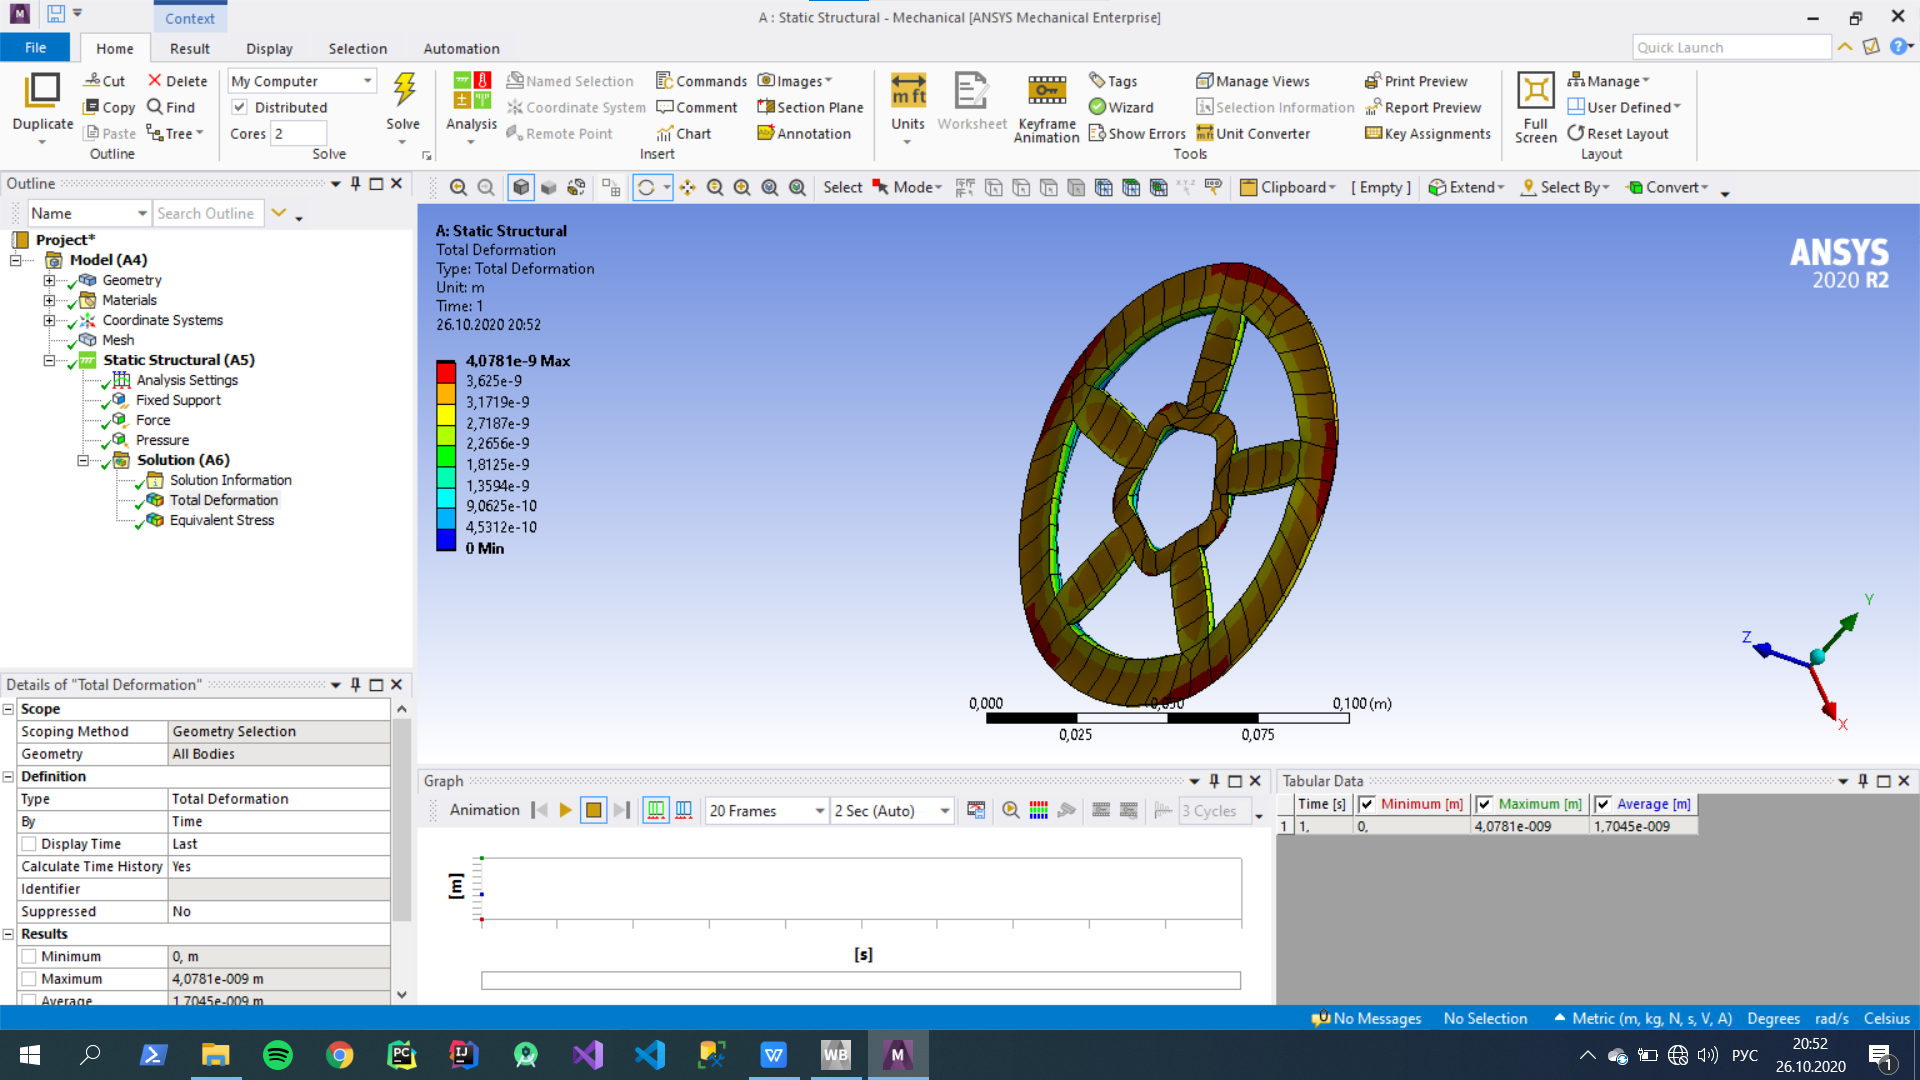 Context
A : Static Structural - Mechanical [ANSYS Mechanical Enterprise]
File Home Result Display Selection Automation
Quick Launch
Duplicate
Cut
Copy
Paste
Delete
Find
Tree
Outline
My Computer
Distributed
Cores 2
Solve
Solve
Analysis
Named Selection
Coordinate System
Remote Point
Commands
Comment
Chart
Images
Section Plane
Annotation
Insert
Units
Worksheet
Keyframe Animation
Tags
Wizard
Show Errors
Manage Views
Selection Information
Unit Converter
Print Preview
Report Preview
Key Assignments
Tools
Full Screen
Manage
User Defined
Reset Layout
Layout
Outline
Name
Search Outline
Project*
Model (A4)
Geometry
Materials
Coordinate Systems
Mesh
Static Structural (A5)
Analysis Settings
Fixed Support
Force
Pressure
Solution (A6)
Solution Information
Total Deformation
Equivalent Stress
Select Mode Clipboard [ Empty ] Extend Select By Convert
A: Static Structural
Total Deformation
Type: Total Deformation
Unit: m
Time: 1
26.10.2020 20:52
4,0781e-9 Max
3,625e-9
3,1719e-9
2,7187e-9
2,2656e-9
1,8125e-9
1,3594e-9
9,0625e-10
4,5312e-10
0 Min
ANSYS
2020 R2
0,000 0,050 0,100 (m)
0,025 0,075
Y
Z
X
Details of "Total Deformation"
Scope
Scoping Method Geometry Selection
Geometry All Bodies
Definition
Type Total Deformation
By Time
Display Time Last
Calculate Time History Yes
Identifier
Suppressed No
Results
Minimum 0, m
Maximum 4,0781e-009 m
Average 1,7045e-009 m
Graph
Animation 20 Frames 2 Sec (Auto) 3 Cycles
[m]
[s]
Tabular Data
Time [s] Minimum [m] Maximum [m] Average [m]
1 1, 0, 4,0781e-009 1,7045e-009
No Messages No Selection Metric (m, kg, N, s, V, A) Degrees rad/s Celsius
РУС
20:52
26.10.2020
1